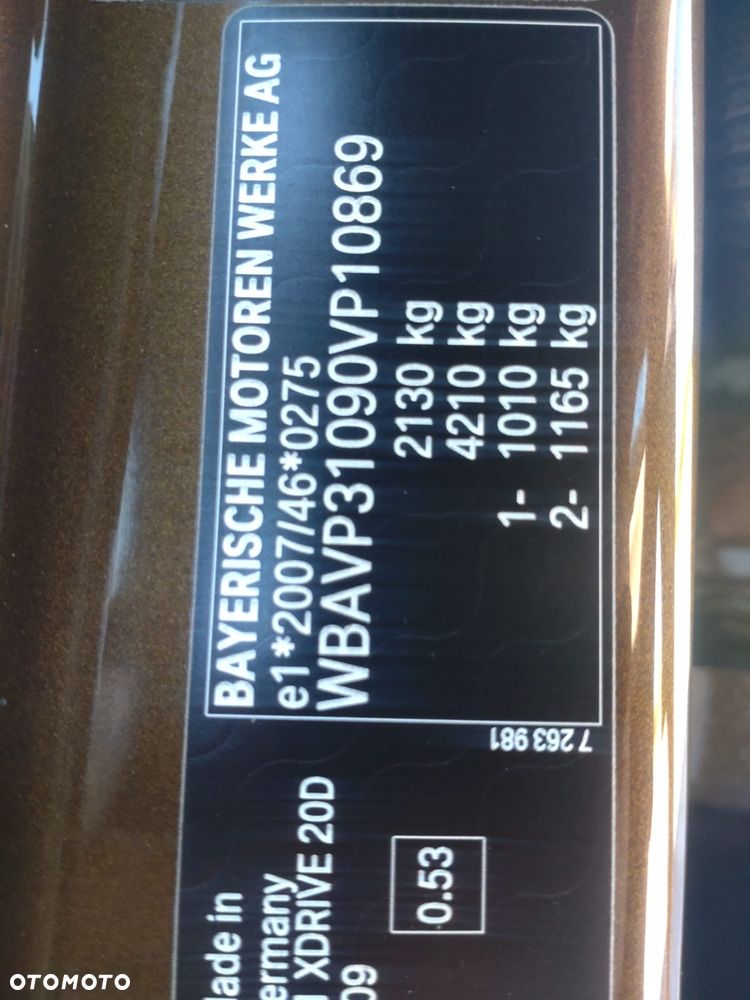 BAYERISCHE MOTOREN WERKE AG
e1*2007/46*0275
WBAVP31090VP10869
2130 kg
4210 kg
1- 1010 kg
2- 1165 kg
7 263 981
lade in
ermany
XDRIVE 20D
09
0.53
OTOMOTO